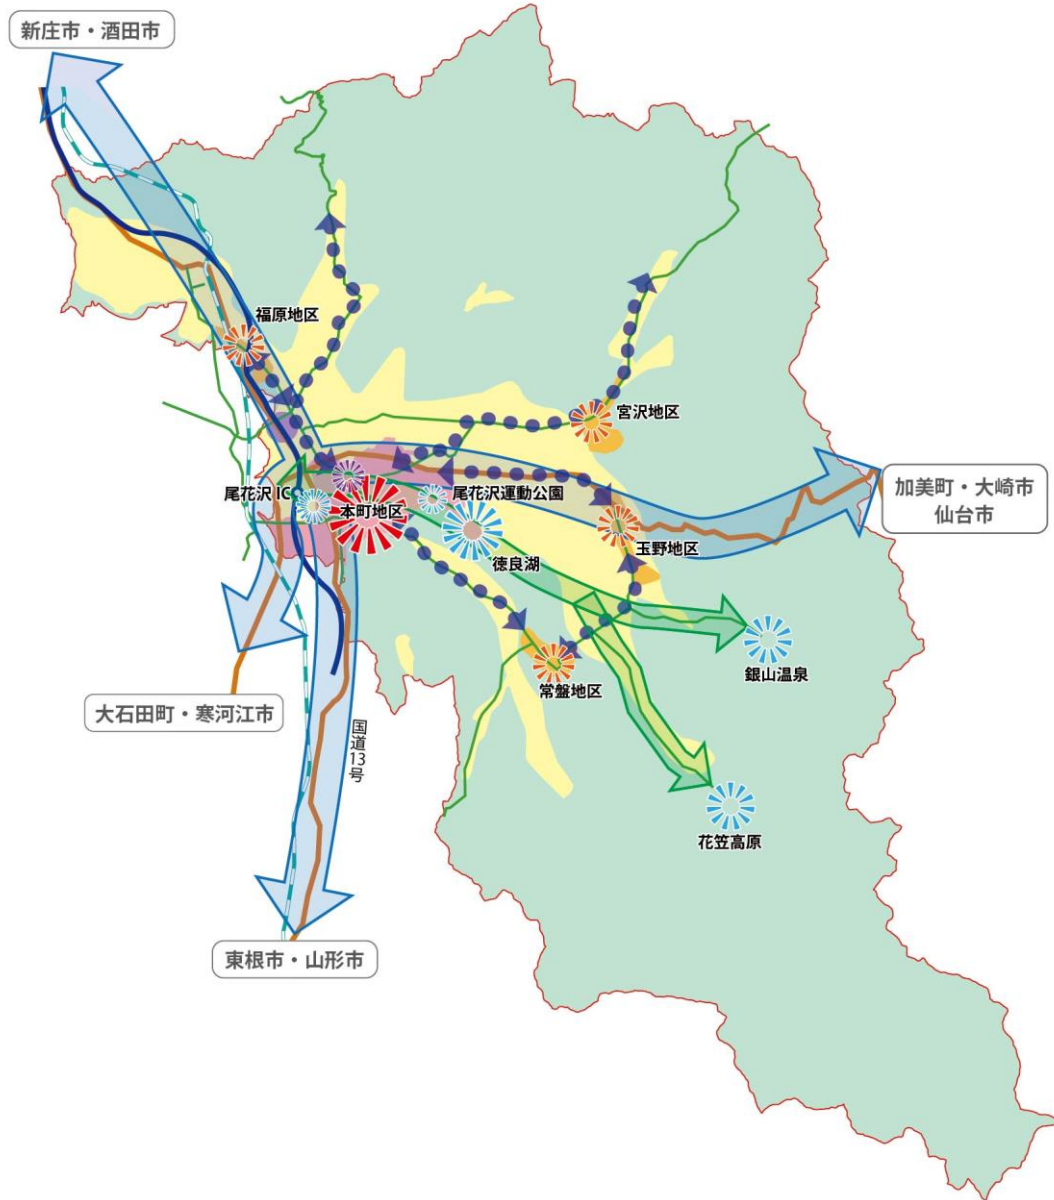 新庄市・酒田市
福原地区
宮沢地区
尾花沢 IC
本町地区
尾花沢運動公園
加美町・大崎市
仙台市
徳良湖
玉野地区
銀山温泉
常盤地区
大石田町・寒河江市
国道13号
花笠高原
東根市・山形市